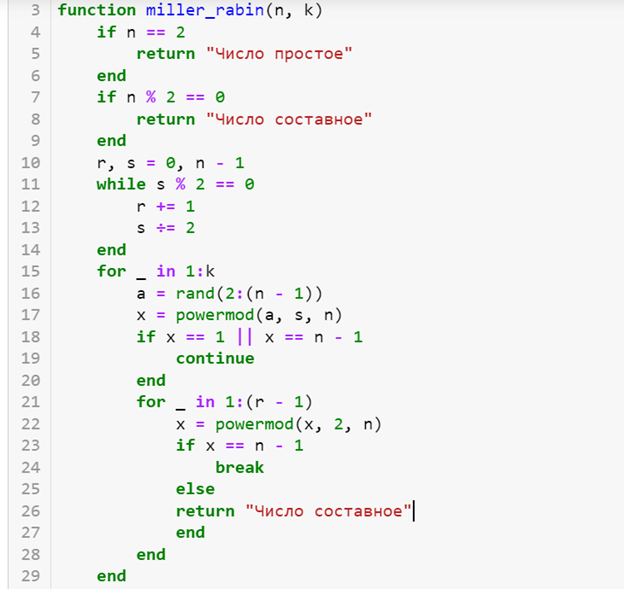 3 function miller_rabin(n, k)
4     if n == 2
5         return "Число простое"
6     end
7     if n % 2 == 0
8         return "Число составное"
9     end
10     r, s = 0, n - 1
11     while s % 2 == 0
12         r += 1
13         s ÷= 2
14     end
15     for _ in 1:k
16         a = rand(2:(n - 1))
17         x = powermod(a, s, n)
18         if x == 1 || x == n - 1
19             continue
20         end
21         for _ in 1:(r - 1)
22             x = powermod(x, 2, n)
23             if x == n - 1
24                 break
25             else
26             return "Число составное"
27             end
28         end
29     end